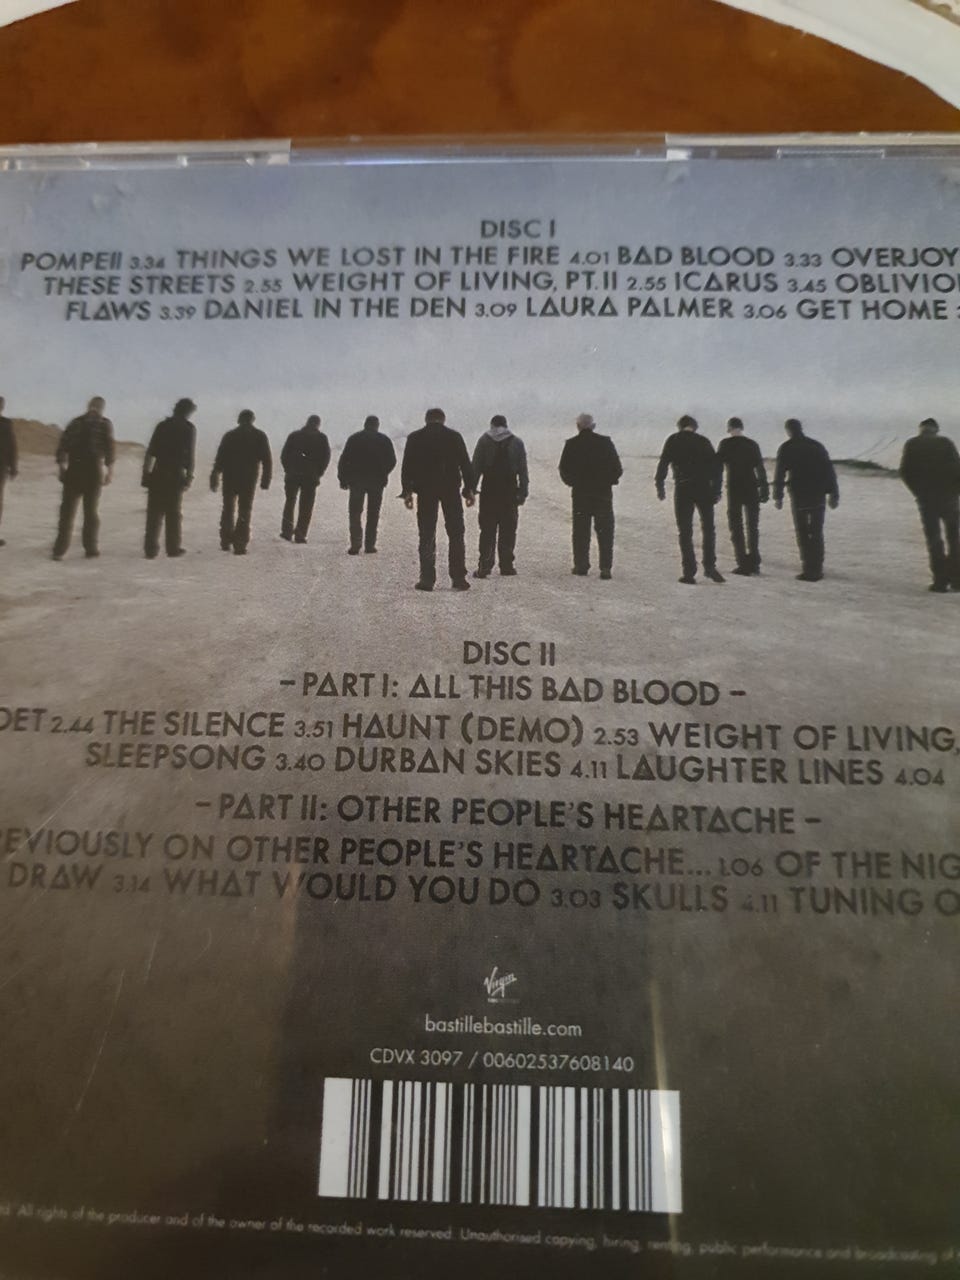 DISC I
POMPEII 3.34 THINGS WE LOST IN THE FIRE 4.01 BAD BLOOD 3.33 OVERJOY
THESE STREETS 2.55 WEIGHT OF LIVING, PT. II 2.55 ICARUS 3.45 OBLIVIO
FLAWS 3.39 DANIEL IN THE DEN 3.09 LAURA PALMER 3.06 GET HOME
DISC II
– PART I: ALL THIS BAD BLOOD –
OET 2.44 THE SILENCE 3.51 HAUNT (DEMO) 2.53 WEIGHT OF LIVING,
SLEEPSONG 3.40 DURBAN SKIES 4.11 LAUGHTER LINES 4.04
– PART II: OTHER PEOPLE'S HEARTACHE –
EVIOUSLY ON OTHER PEOPLE'S HEARTACHE... 1.06 OF THE NIG
DRAW 3.14 WHAT WOULD YOU DO 3.03 SKULLS 4.11 TUNING O
Virgin
bastillebastille.com
CDVX 3097 / 00602537608140
All rights of the producer and of the owner of the recorded work reserved. Unauthorised copying, hiring, renting, public performance and broadcasting of